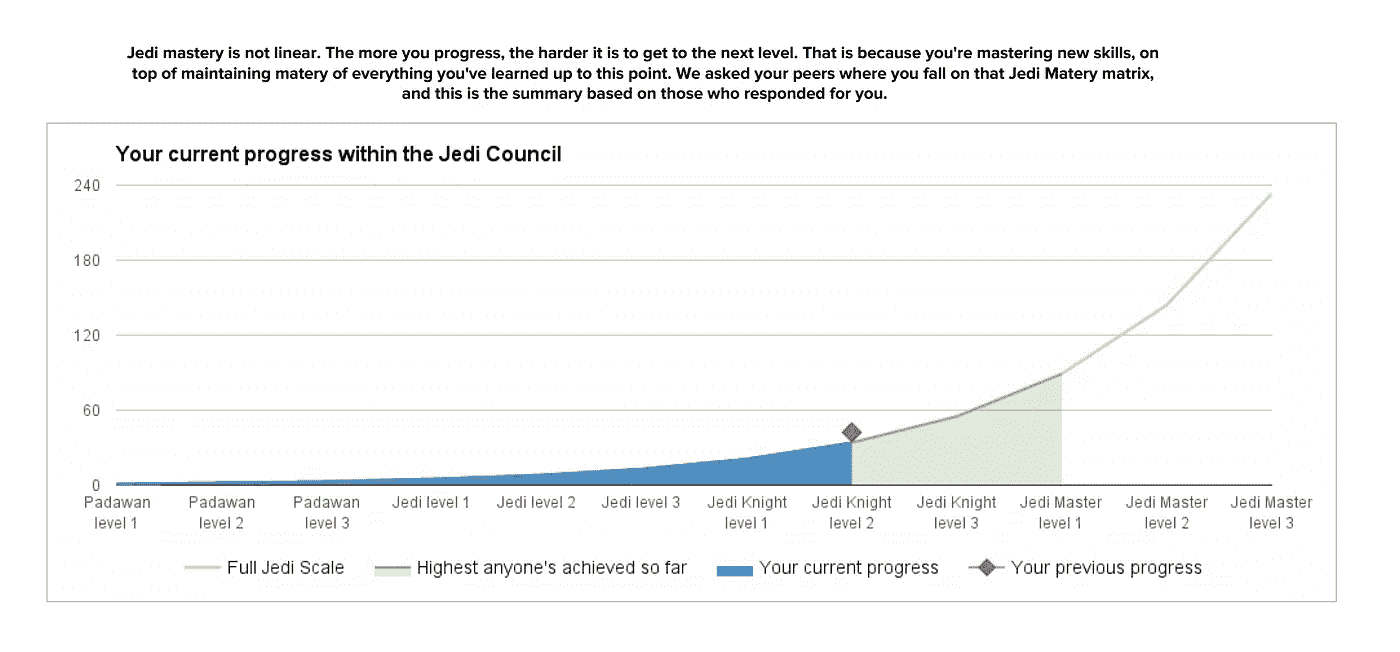 Jedi mastery is not linear. The more you progress, the harder it is to get to the next level. That is because you're mastering new skills, on
top of maintaining matery of everything you've learned up to this point. We asked your peers where you fall on that Jedi Matery matrix,
and this is the summary based on those who responded for you.
Your current progress within the Jedi Council
240
180
120
60
0
Padawan level 1
Padawan level 2
Padawan level 3
Jedi level 1
Jedi level 2
Jedi level 3
Jedi Knight level 1
Jedi Knight level 2
Jedi Knight level 3
Jedi Master level 1
Jedi Master level 2
Jedi Master level 3
Full Jedi Scale
Highest anyone's achieved so far
Your current progress
Your previous progress